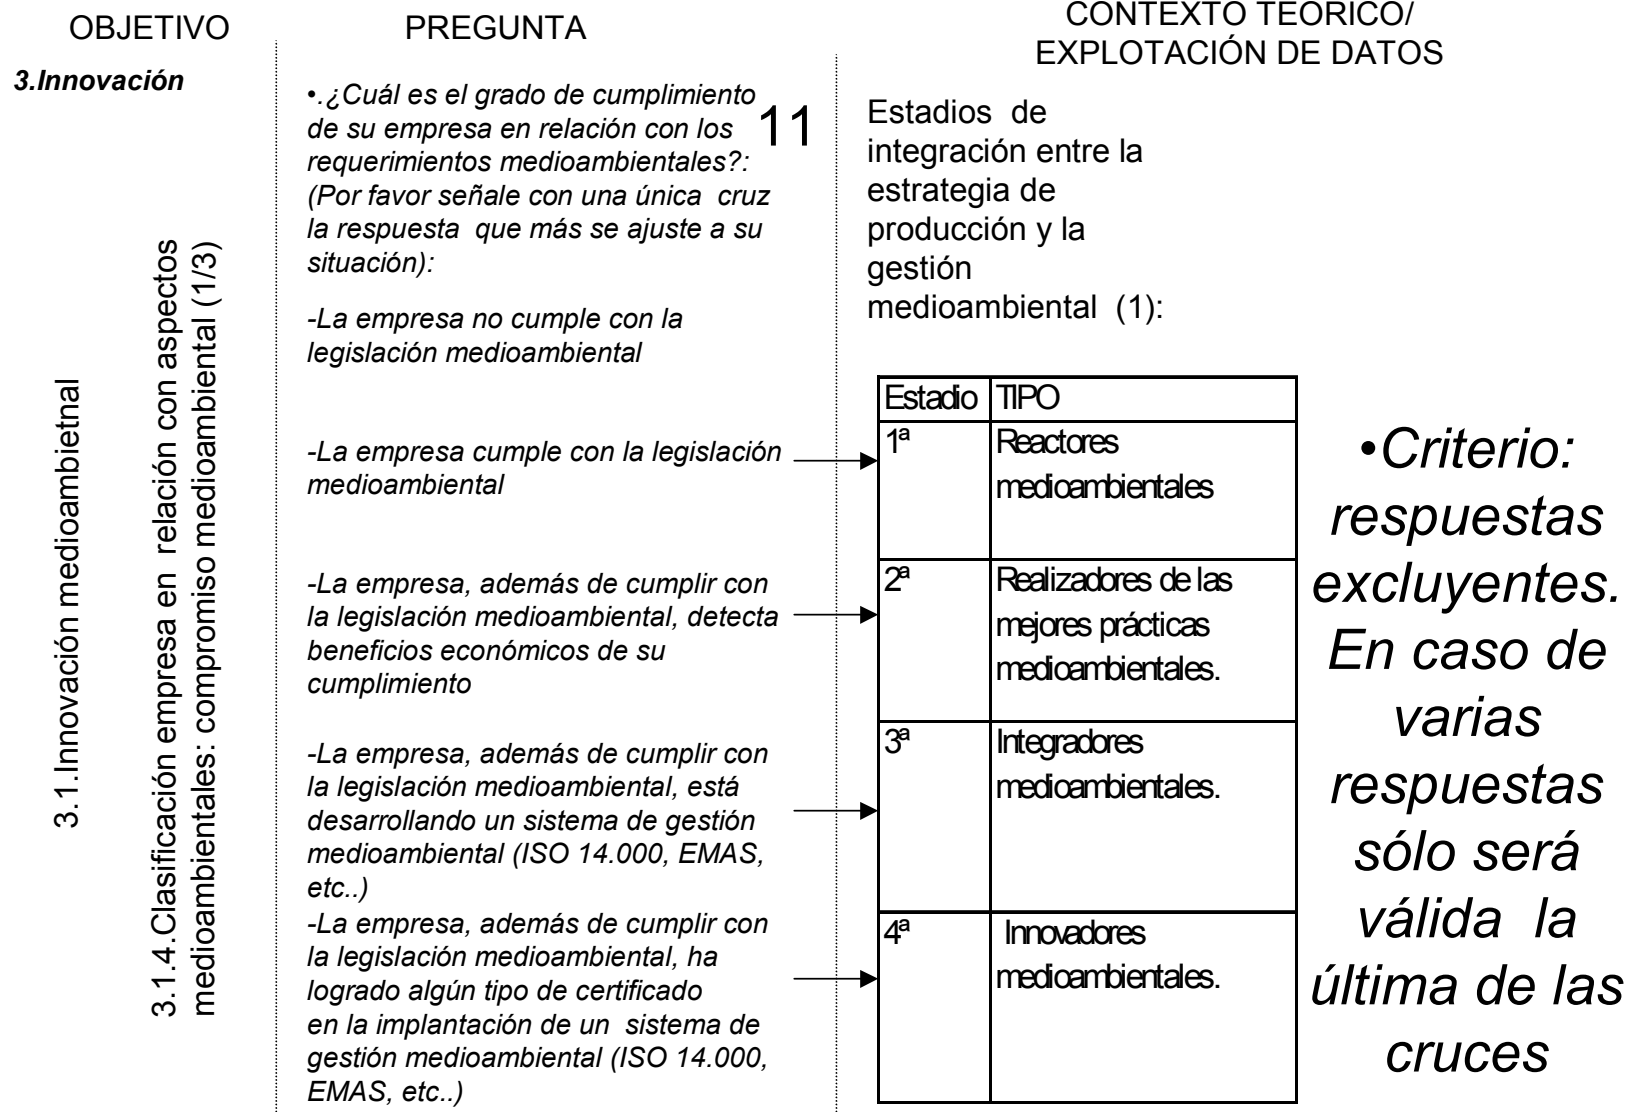 OBJETIVO
PREGUNTA
CONTEXTO TEÓRICO/
EXPLOTACIÓN DE DATOS
3.Innovación
3.1.Innovación medioambietnal
3.1.4.Clasificación empresa en relación con aspectos
medioambientales: compromiso medioambiental (1/3)
•.¿Cuál es el grado de cumplimiento
de su empresa en relación con los
requerimientos medioambientales?:
(Por favor señale con una única cruz
la respuesta que más se ajuste a su
situación):
11
-La empresa no cumple con la
legislación medioambiental
-La empresa cumple con la legislación
medioambiental
-La empresa, además de cumplir con
la legislación medioambiental, detecta
beneficios económicos de su
cumplimiento
-La empresa, además de cumplir con
la legislación medioambiental, está
desarrollando un sistema de gestión
medioambiental (ISO 14.000, EMAS,
etc..)
-La empresa, además de cumplir con
la legislación medioambiental, ha
logrado algún tipo de certificado
en la implantación de un sistema de
gestión medioambiental (ISO 14.000,
EMAS, etc..)
Estadios de
integración entre la
estrategia de
producción y la
gestión
medioambiental (1):
Estadio TIPO
1ª Reactores
medioambientales
2ª Realizadores de las
mejores prácticas
medioambientales.
3ª Integradores
medioambientales.
4ª Innovadores
medioambientales.
•Criterio:
respuestas
excluyentes.
En caso de
varias
respuestas
sólo será
válida la
última de las
cruces